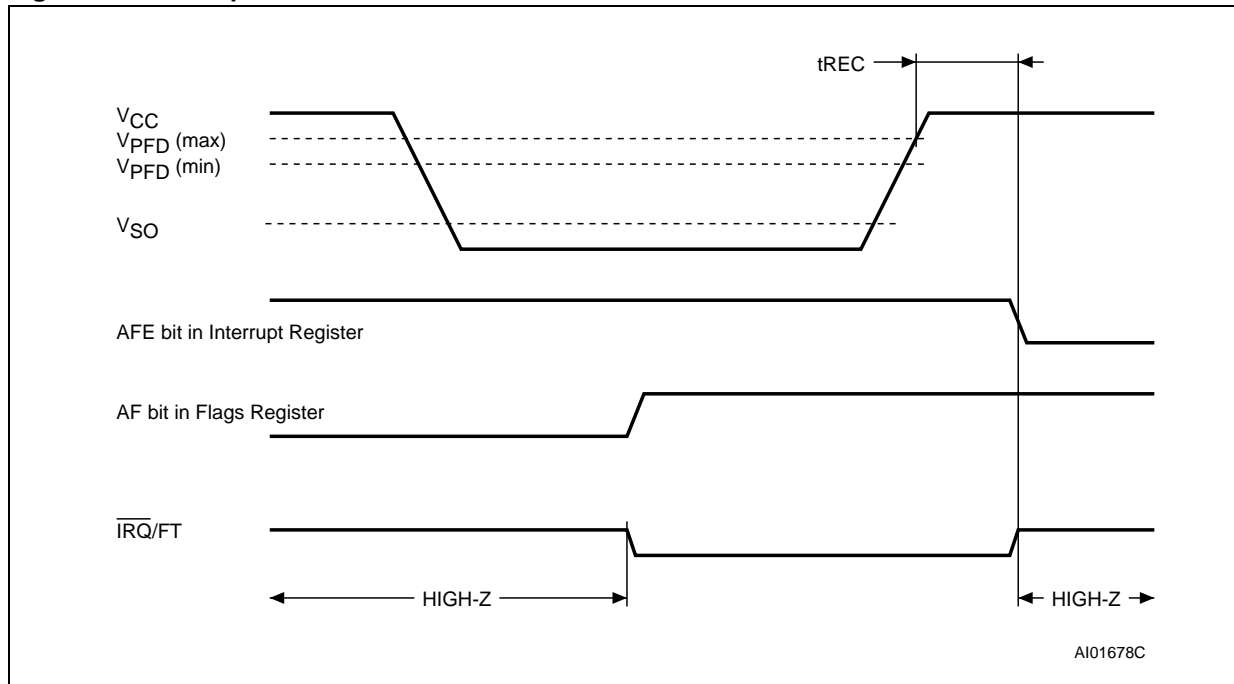 tREC
VCC
VPFD (max)
VPFD (min)
VSO
AFE bit in Interrupt Register
AF bit in Flags Register
IRQ/FT
HIGH-Z HIGH-Z
AI01678C